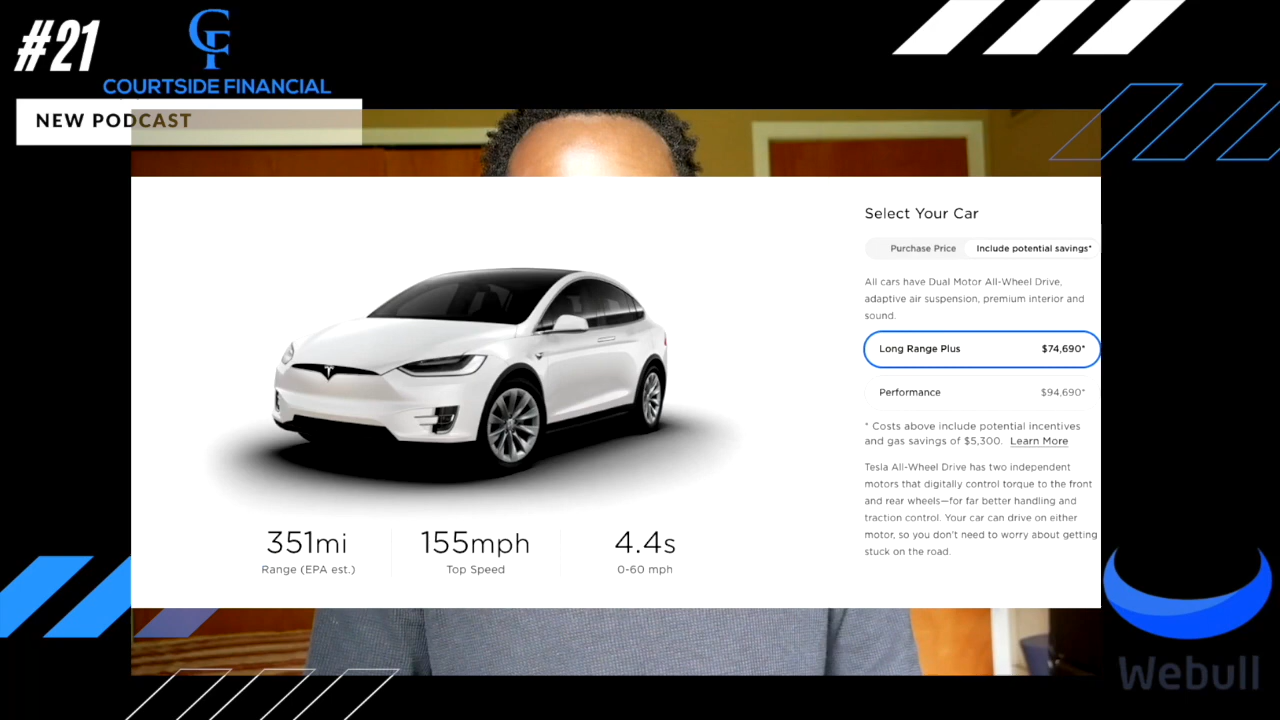 #21
CF
COURTSIDE FINANCIAL
NEW PODCAST
Select Your Car
Purchase Price Include potential savings*
All cars have Dual Motor All-Wheel Drive,
adaptive air suspension, premium interior and
sound.
Long Range Plus $74,690*
Performance $94,690*
* Costs above include potential incentives
and gas savings of $5,300. Learn More
Tesla All-Wheel Drive has two independent
motors that digitally control torque to the front
and rear wheels—for far better handling and
traction control. Your car can drive on either
motor, so you don't need to worry about getting
stuck on the road.
351mi 155mph 4.4s
Range (EPA est.) Top Speed 0-60 mph
Webull